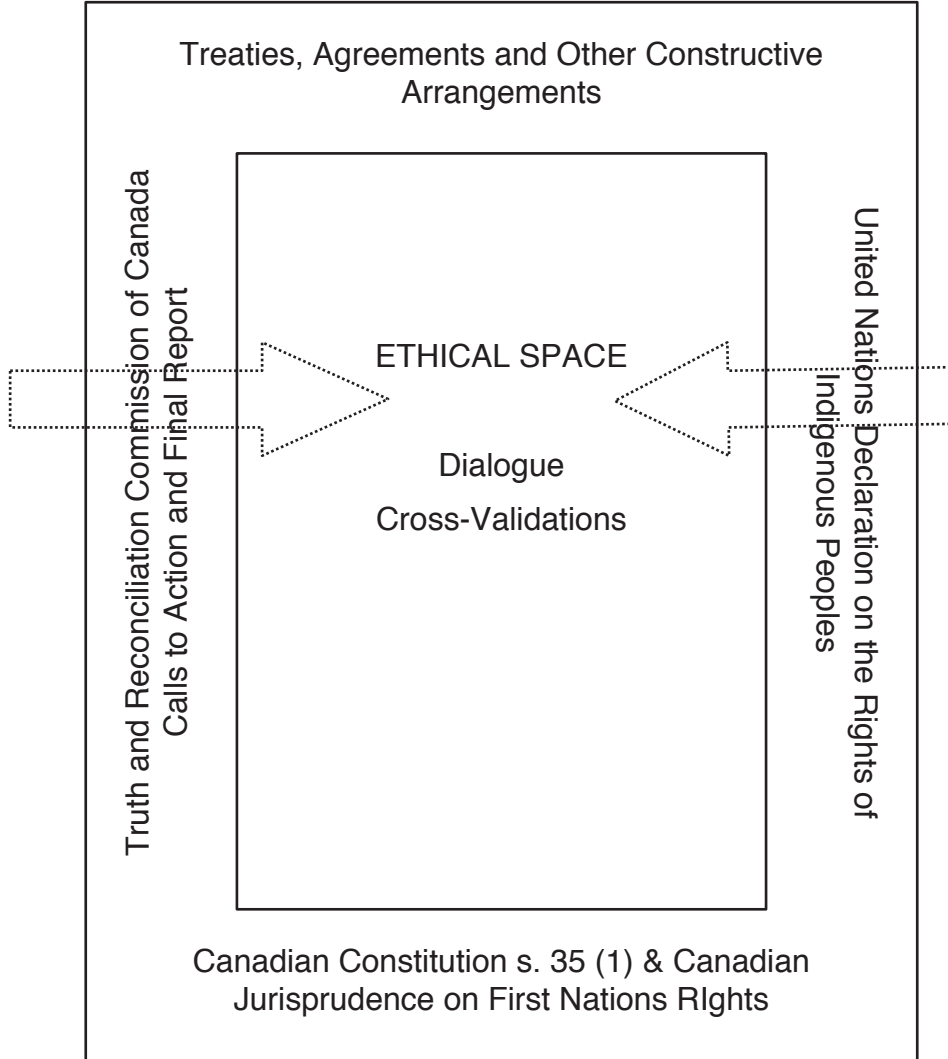 Treaties, Agreements and Other Constructive
Arrangements
Truth and Reconciliation Commission of Canada
Calls to Action and Final Report
ETHICAL SPACE
Dialogue
Cross-Validations
United Nations Declaration on the Rights of
Indigenous Peoples
Canadian Constitution s. 35 (1) & Canadian
Jurisprudence on First Nations RIghts